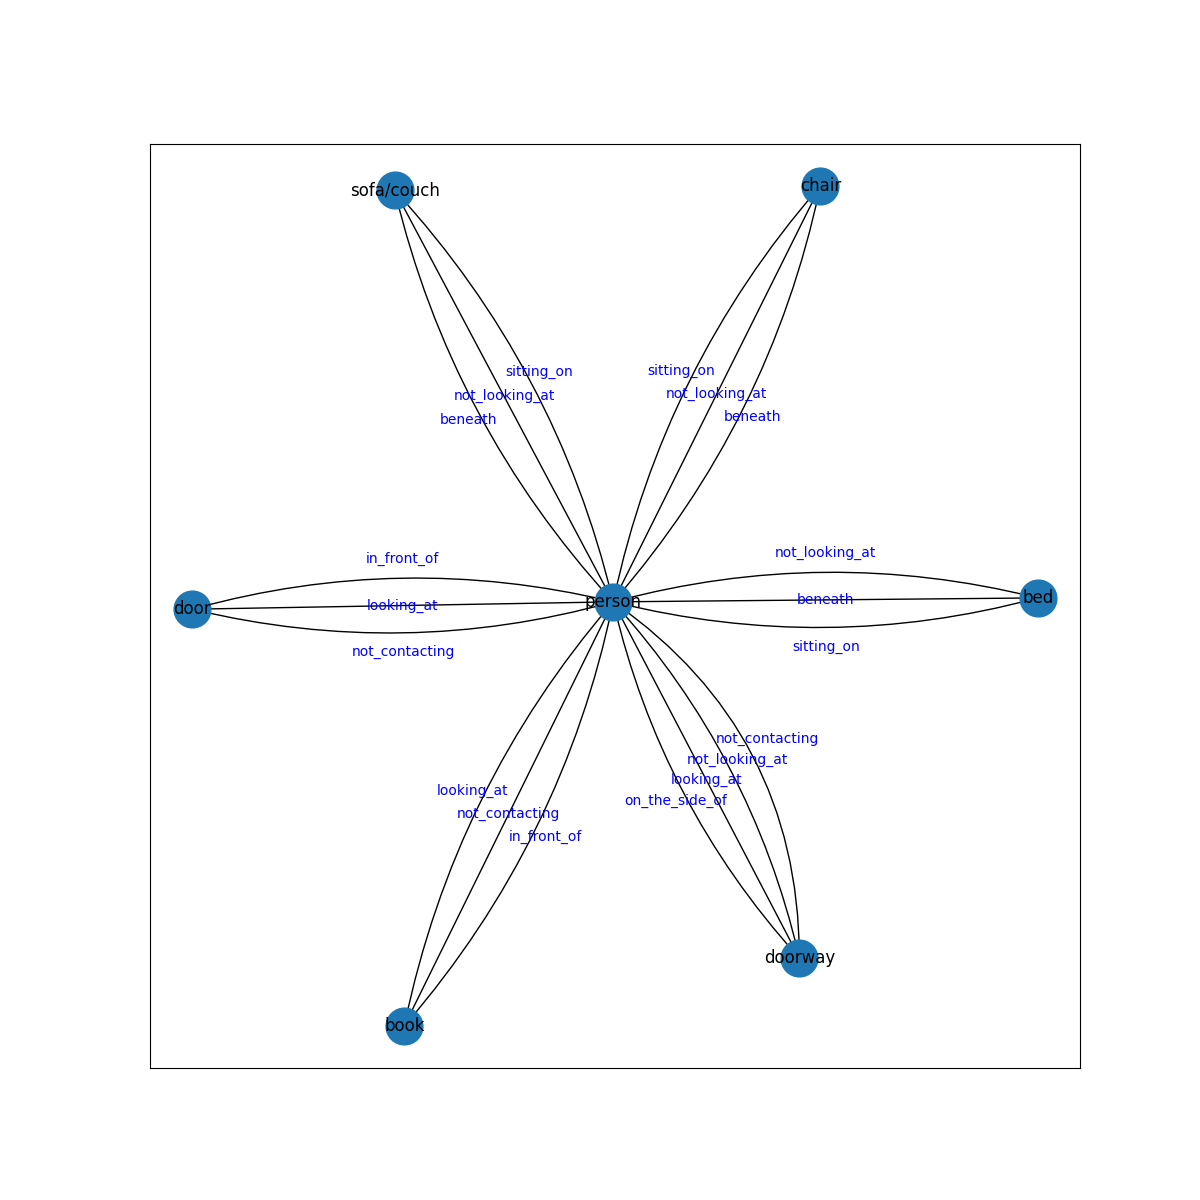 sofa/couch
chair
sitting_on
sitting_on
not_looking_at
not_looking_at
beneath
beneath
in_front_of
not_looking_at
door
looking_at
person
beneath
bed
not_contacting
sitting_on
not_contacting
not_looking_at
looking_at
looking_at
on_the_side_of
not_contacting
in_front_of
doorway
book